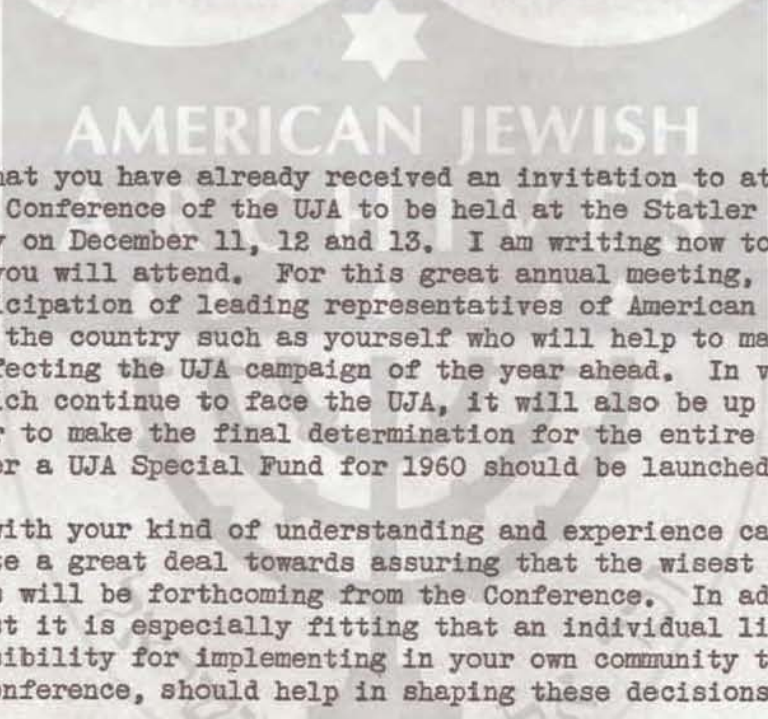 AMERICAN JEWISH
ARCHIVES
hat you have already received an invitation to at
Conference of the UJA to be held at the Statler
on December 11, 12 and 13. I am writing now to
you will attend. For this great annual meeting,
icipation of leading representatives of American
the country such as yourself who will help to ma
fecting the UJA campaign of the year ahead. In v
ch continue to face the UJA, it will also be up
r to make the final determination for the entire
er a UJA Special Fund for 1960 should be launched
with your kind of understanding and experience ca
te a great deal towards assuring that the wisest
s will be forthcoming from the Conference. In ad
st it is especially fitting that an individual li
sibility for implementing in your own community t
onference, should help in shaping these decisions